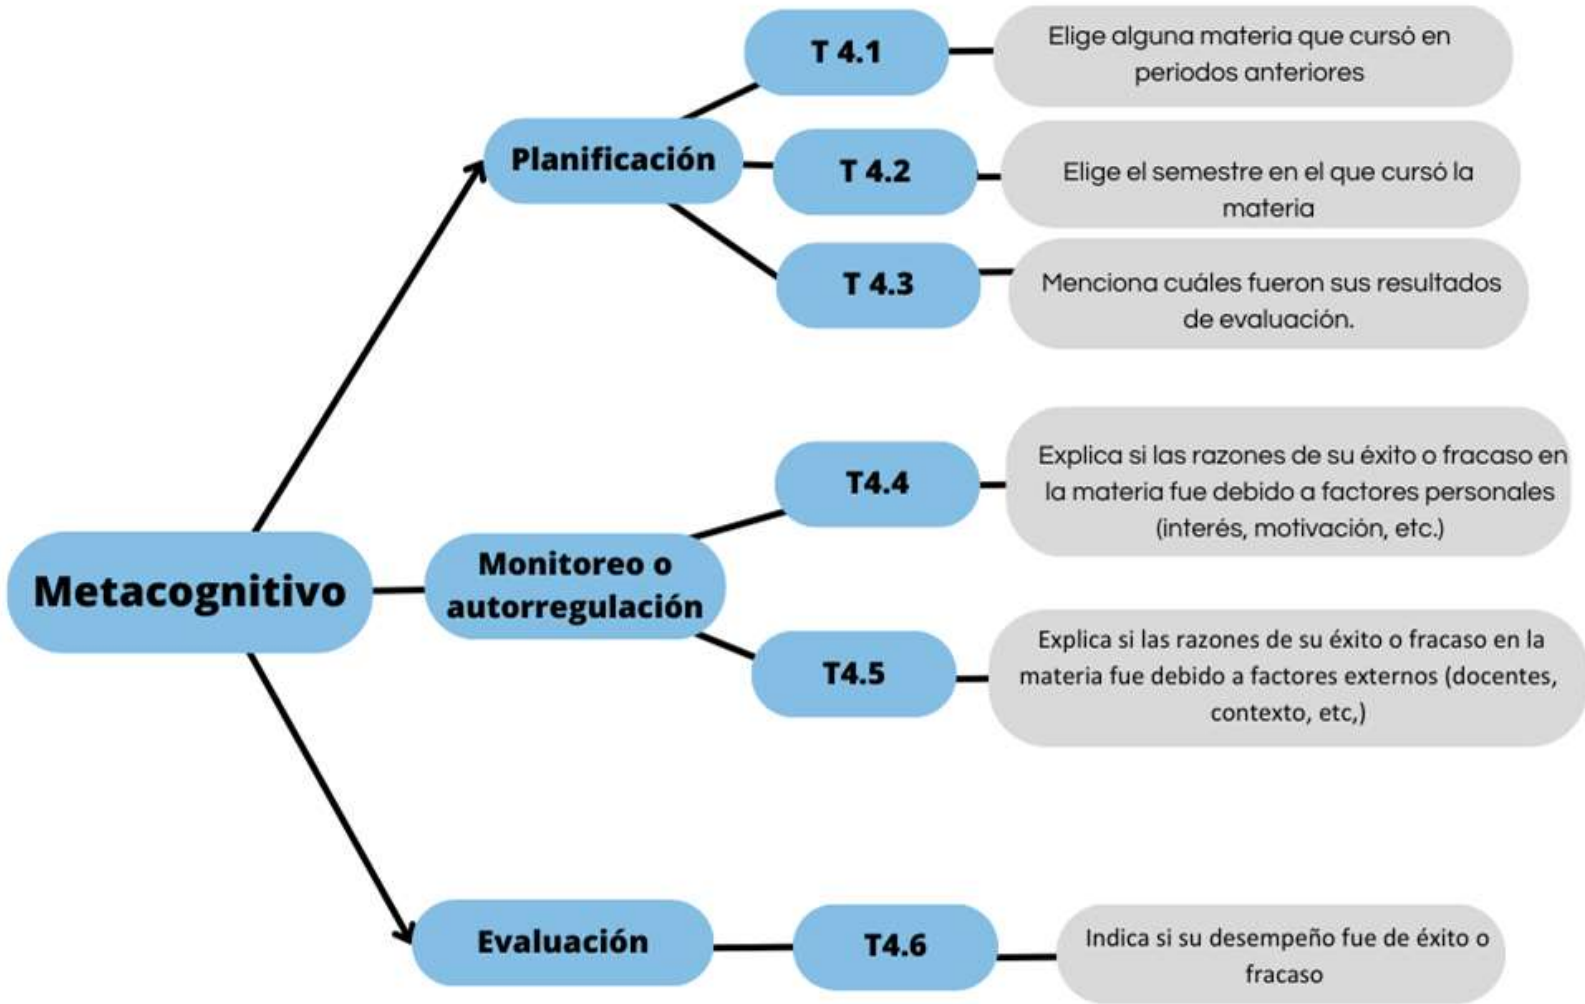 Metacognitivo
Planificación
T 4.1
Elige alguna materia que cursó en
periodos anteriores
T 4.2
Elige el semestre en el que cursó la
materia
T 4.3
Menciona cuáles fueron sus resultados
de evaluación.
Monitoreo o
autorregulación
T4.4
Explica si las razones de su éxito o fracaso en
la materia fue debido a factores personales
(interés, motivación, etc.)
T4.5
Explica si las razones de su éxito o fracaso en la
materia fue debido a factores externos (docentes,
contexto, etc,)
Evaluación
T4.6
Indica si su desempeño fue de éxito o
fracaso